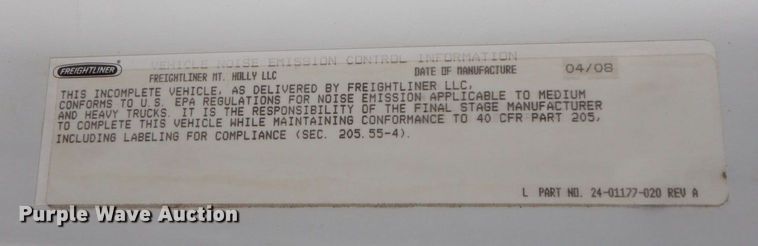 VEHICLE NOISE EMISSION CONTROL INFORMATION
FREIGHTLINER
FREIGHTLINER MT. HOLLY LLC DATE OF MANUFACTURE 04/08
THIS INCOMPLETE VEHICLE, AS DELIVERED BY FREIGHTLINER LLC,
CONFORMS TO U.S. EPA REGULATIONS FOR NOISE EMISSION APPLICABLE TO MEDIUM
AND HEAVY TRUCKS. IT IS THE RESPONSIBILITY OF THE FINAL STAGE MANUFACTURER
TO COMPLETE THIS VEHICLE WHILE MAINTAINING CONFORMANCE TO 40 CFR PART 205,
INCLUDING LABELING FOR COMPLIANCE (SEC. 205.55-4).
L PART NO. 24-01177-020 REV A
Purple Wave Auction